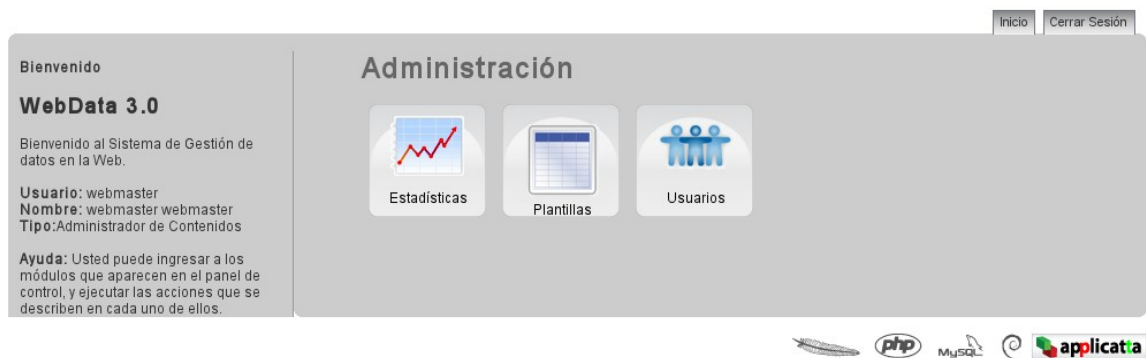 Inicio
Cerrar Sesión
Bienvenido
WebData 3.0
Bienvenido al Sistema de Gestión de
datos en la Web.
Usuario: webmaster
Nombre: webmaster webmaster
Tipo:Administrador de Contenidos
Ayuda: Usted puede ingresar a los
módulos que aparecen en el panel de
control, y ejecutar las acciones que se
describen en cada uno de ellos.
Administración
Estadísticas
Plantillas
Usuarios
php
MySQL
applicatta